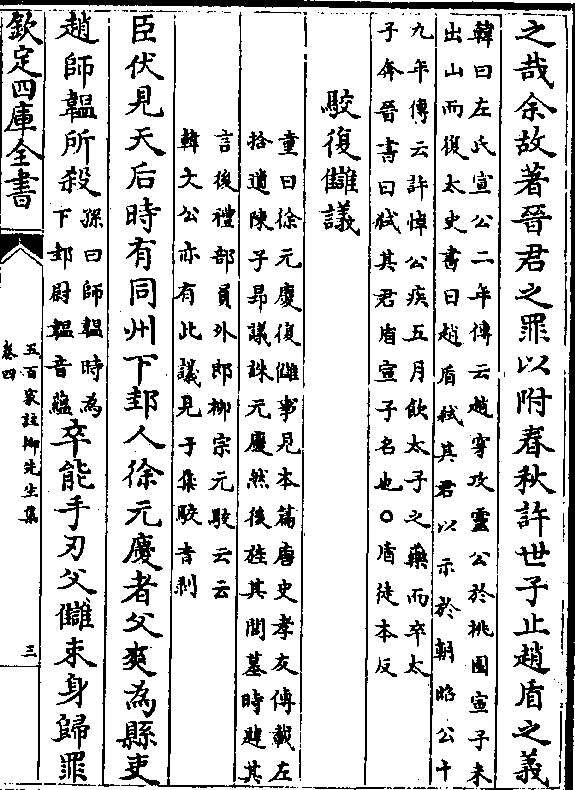 之哉余故著晉君之罪以附春秋許世子止趙盾之義
韓曰左氏宣公二年傳云趙穿攻靈公於桃園宣子未
出山而復太史書曰趙盾弑其君以示於朝昭公十
九年傳云許悼公疾五月飲太子之藥而卒太
子奔晉書曰弑其君盾宣子名也○盾徒本反
駮復讎議
童曰徐元慶復讎事見本篇唐史孝友傳載左
拾遺陳子昂議誅元慶然後旌其閭墓時韙其
言後禮部員外郎柳宗元駮云云
韓文公亦有此議見于集駮音剥
臣伏見天后時有同州下邽人徐元慶者父爽為縣吏
趙師韞所殺孫曰師韞時為下邽尉韞音藴卒能手刃父讎束身歸罪
欽定四庫全書
五百家註柳先生集
卷四
三